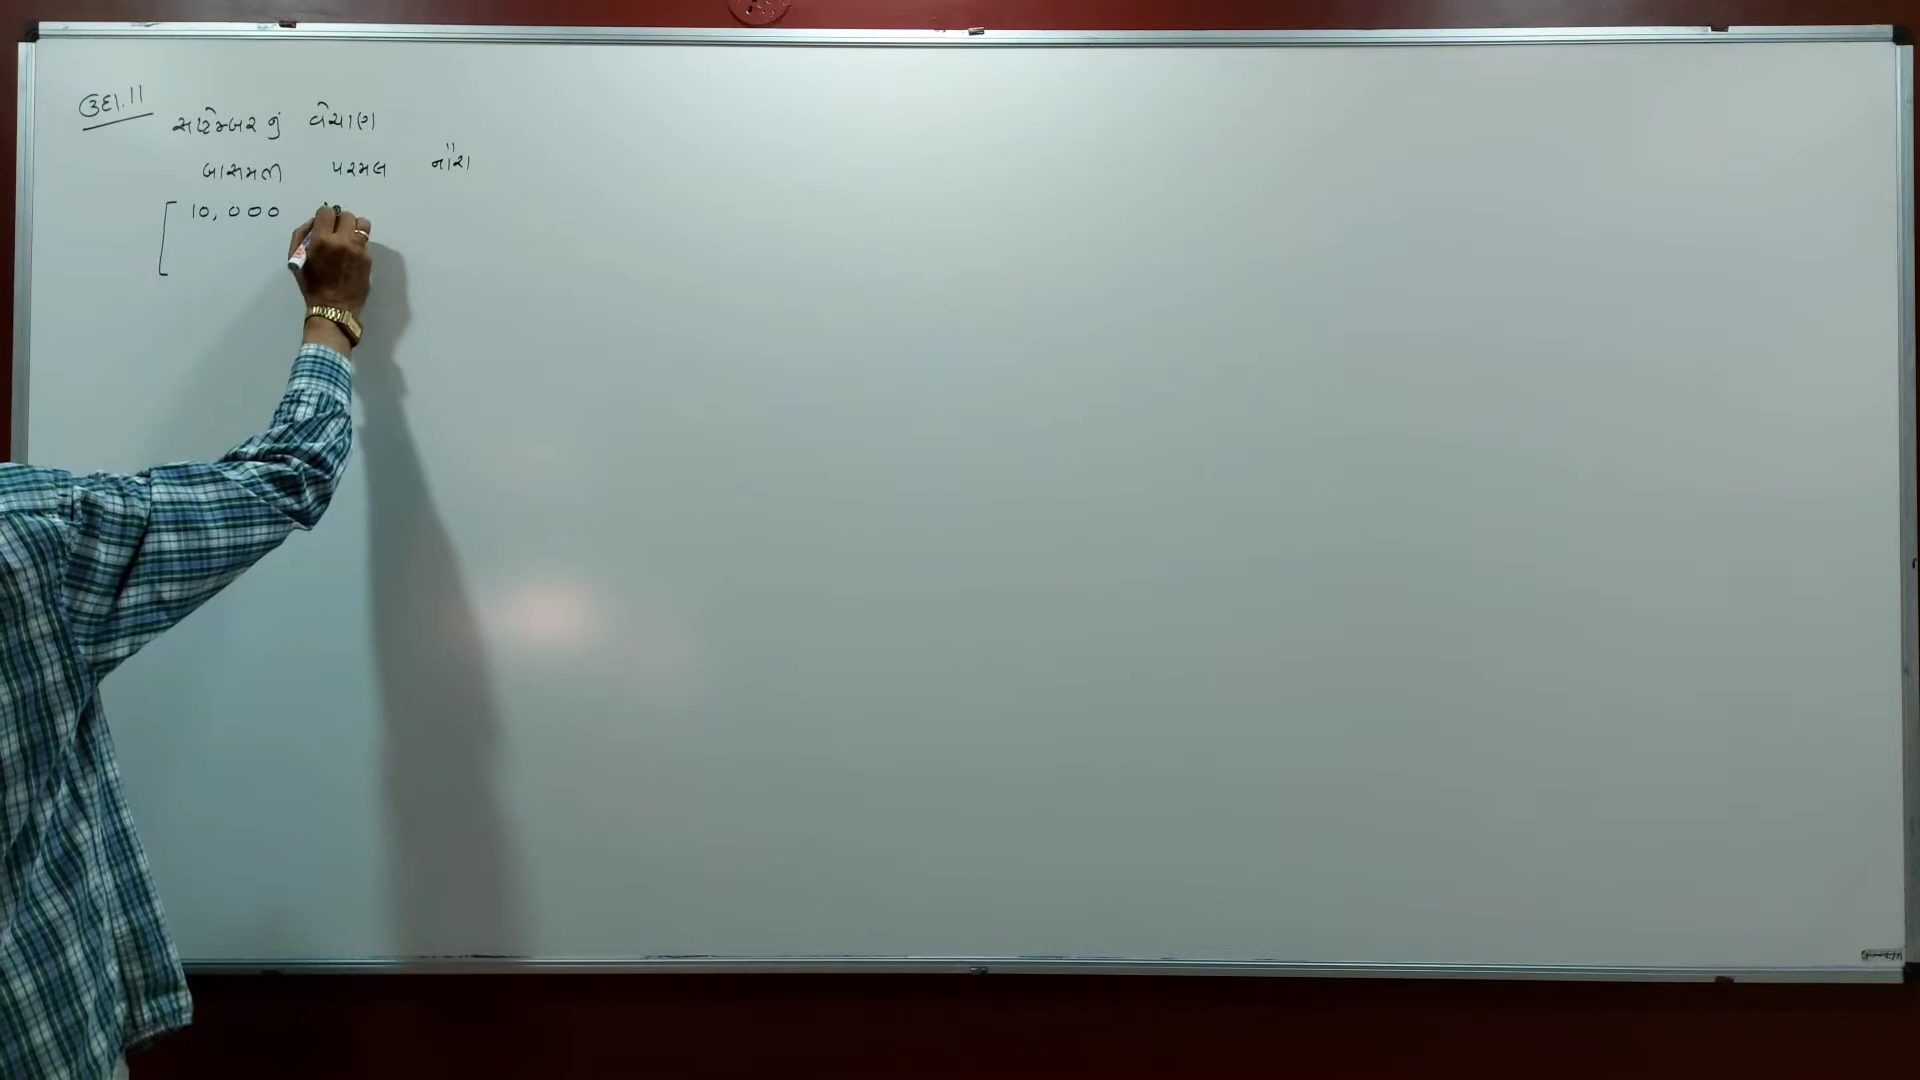 ઉદા.11
સપ્ટેમ્બરનું વેચાણ
બાસમતી પરમલ નૌરા
[ 10,000